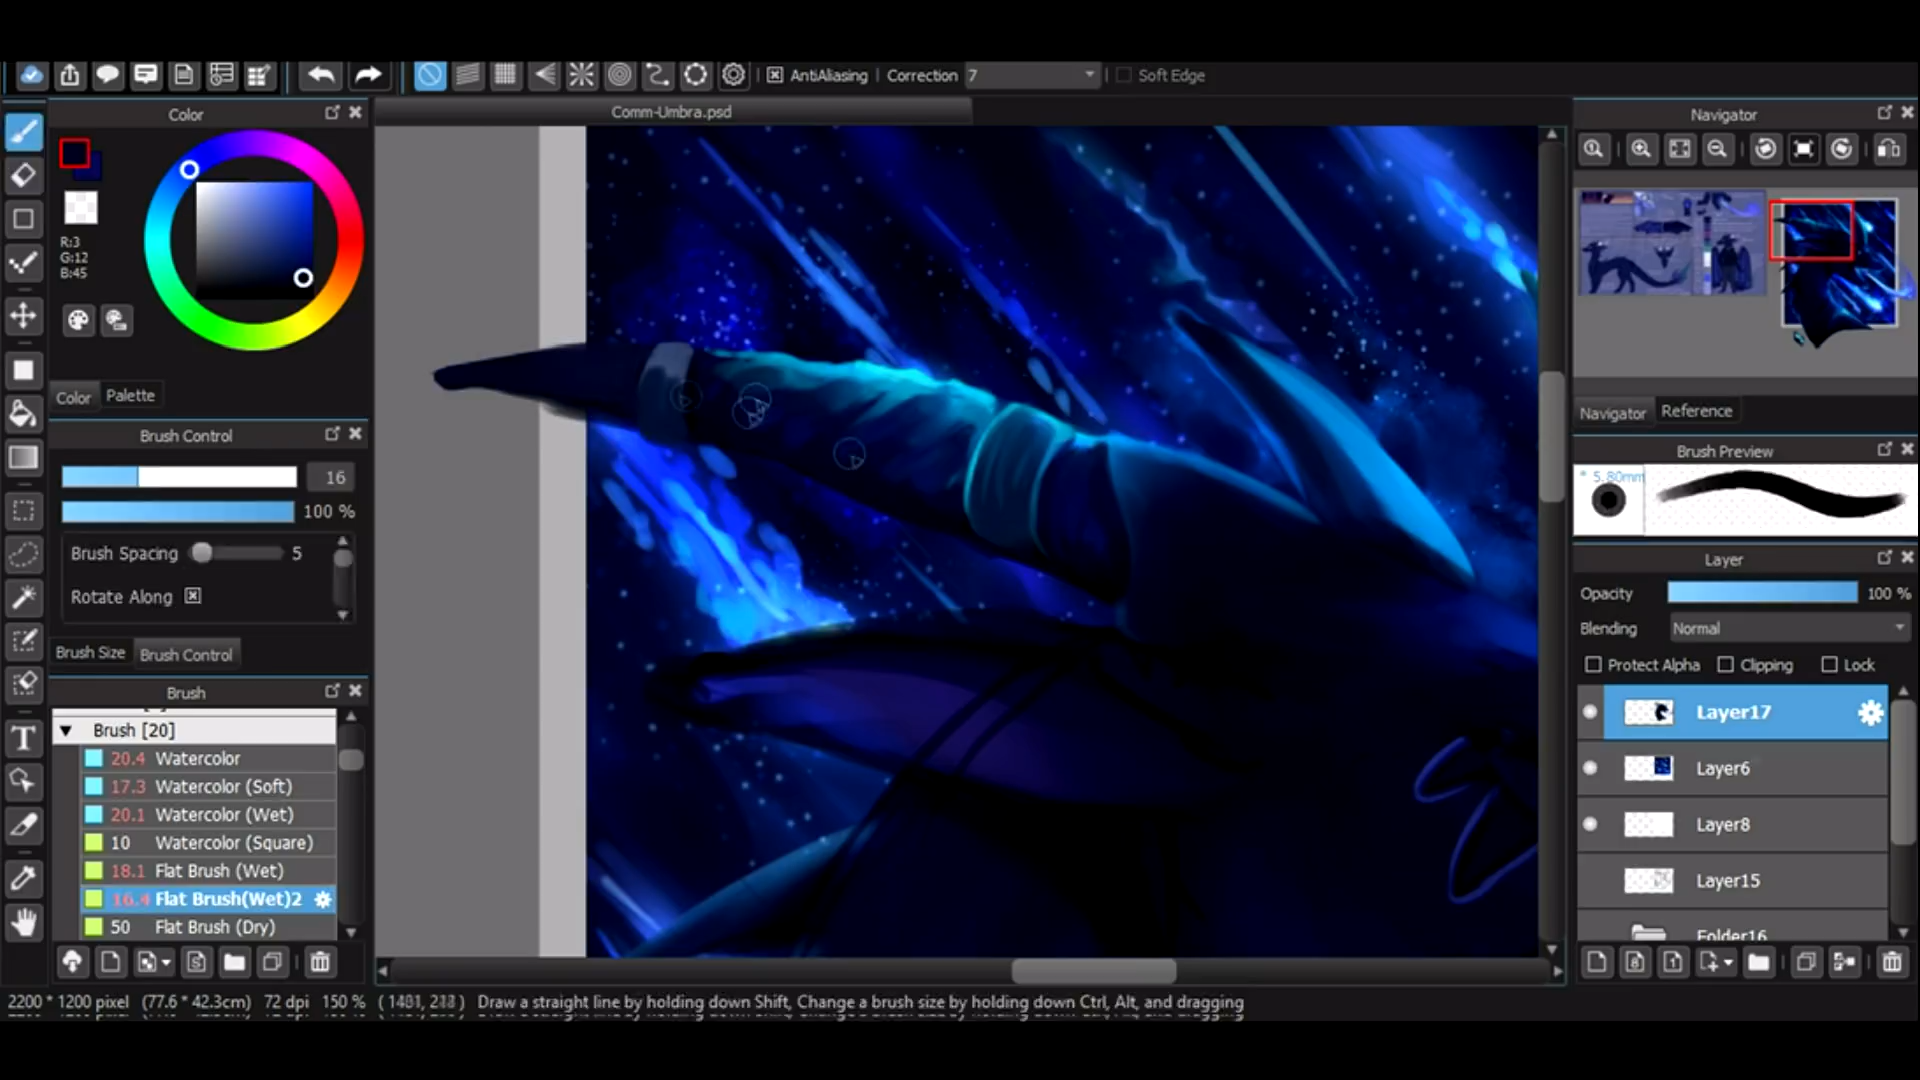 AntiAliasing
Correction 7
Soft Edge
Color
Comm-Umbra.psd
Navigator
R:3
G:12
B:45
Color
Palette
Navigator
Reference
Brush Control
16
100 %
Brush Preview
5.80mm
Brush Spacing 5
Rotate Along
Layer
Opacity 100 %
Blending Normal
Brush Size
Brush Control
Protect Alpha
Clipping
Lock
Brush
Brush [20]
20.4 Watercolor
17.3 Watercolor (Soft)
20.1 Watercolor (Wet)
10 Watercolor (Square)
18.1 Flat Brush (Wet)
16.4 Flat Brush(Wet)2
50 Flat Brush (Dry)
Layer17
Layer6
Layer8
Layer15
Folder16
2200 * 1200 pixel (77.6 * 42.3cm) 72 dpi 150 % Draw a straight line by holding down Shift, Change a brush size by holding down Ctrl, Alt, and dragging